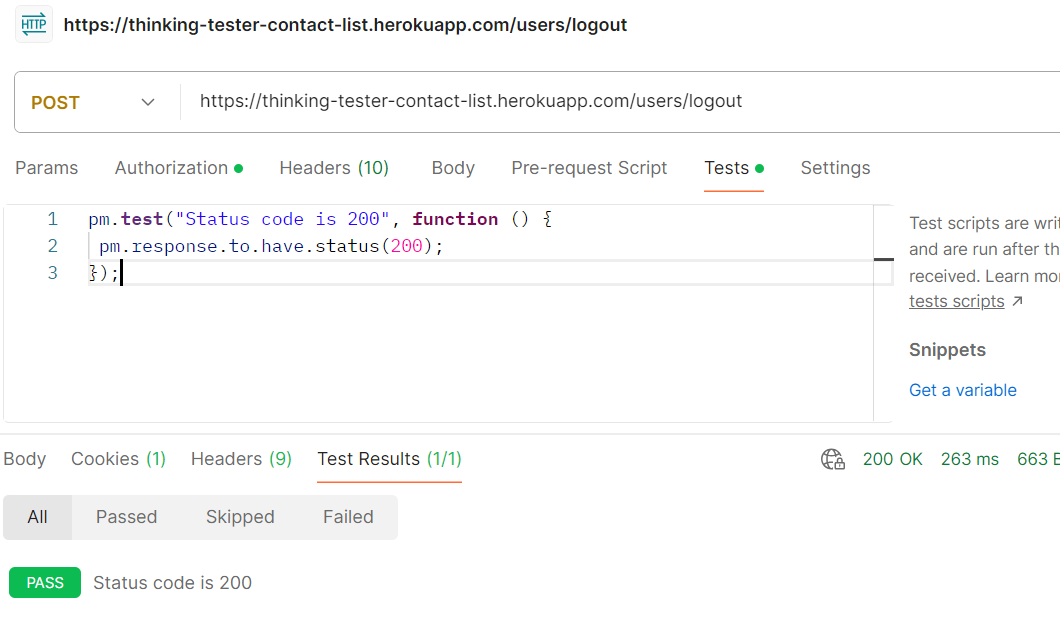 HTTP https://thinking-tester-contact-list.herokuapp.com/users/logout
POST https://thinking-tester-contact-list.herokuapp.com/users/logout
Params Authorization Headers (10) Body Pre-request Script Tests Settings
1 pm.test("Status code is 200", function () {
2 pm.response.to.have.status(200);
3 });
Test scripts are writ
and are run after th
received. Learn mor
tests scripts ↗
Snippets
Get a variable
Body Cookies (1) Headers (9) Test Results (1/1) 200 OK 263 ms 663 B
All Passed Skipped Failed
PASS Status code is 200